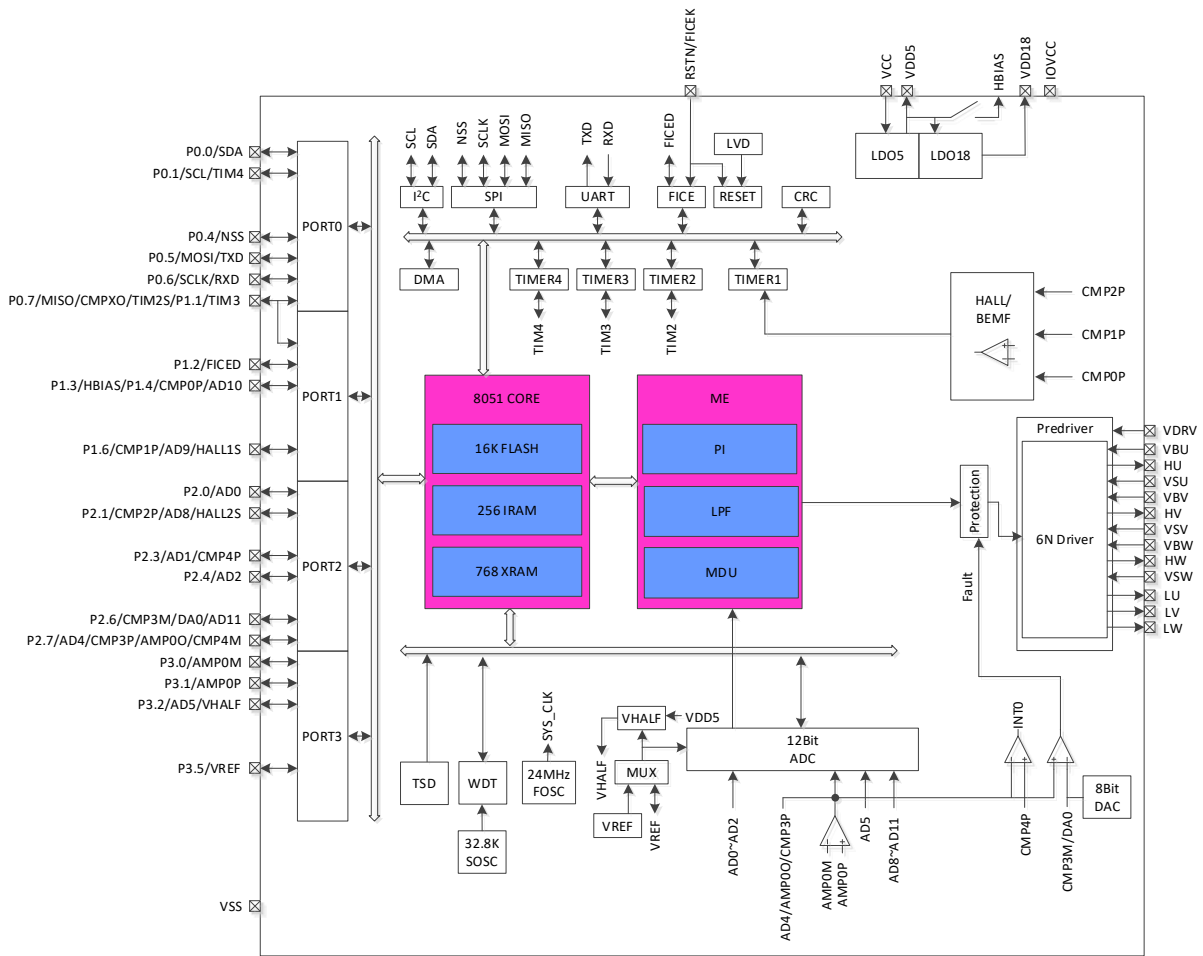 RSTN/FICEK
VCC
VDD5
HBIAS
VDD18
IOVCC
P0.0/SDA
P0.1/SCL/TIM4
P0.4/NSS
P0.5/MOSI/TXD
P0.6/SCLK/RXD
P0.7/MISO/CMPXO/TIM2S/P1.1/TIM3
P1.2/FICED
P1.3/HBIAS/P1.4/CMP0P/AD10
P1.6/CMP1P/AD9/HALL1S
P2.0/AD0
P2.1/CMP2P/AD8/HALL2S
P2.3/AD1/CMP4P
P2.4/AD2
P2.6/CMP3M/DA0/AD11
P2.7/AD4/CMP3P/AMP0O/CMP4M
P3.0/AMP0M
P3.1/AMP0P
P3.2/AD5/VHALF
P3.5/VREF
VSS
PORT0
PORT1
PORT2
PORT3
SCL
SDA
NSS
SCLK
MOSI
MISO
TXD
RXD
FICED
LVD
I²C
SPI
UART
FICE
RESET
CRC
DMA
TIMER4
TIMER3
TIMER2
TIMER1
TIM4
TIM3
TIM2
LDO5
LDO18
HALL/
BEMF
CMP2P
CMP1P
CMP0P
8051 CORE
16K FLASH
256 IRAM
768 XRAM
ME
PI
LPF
MDU
Protection
Fault
Predriver
6N Driver
VDRV
VBU
HU
VSU
VBV
HV
VSV
VBW
HW
VSW
LU
LV
LW
TSD
WDT
32.8K
SOSC
SYS_CLK
24MHz
FOSC
VHALF
VDD5
VHALF
MUX
VREF
VREF
12Bit
ADC
AD0~AD2
AD4/AMP0O/CMP3P
AMP0M
AMP0P
AD5
AD8~AD11
INT0
CMP4P
CMP3M/DA0
8Bit
DAC